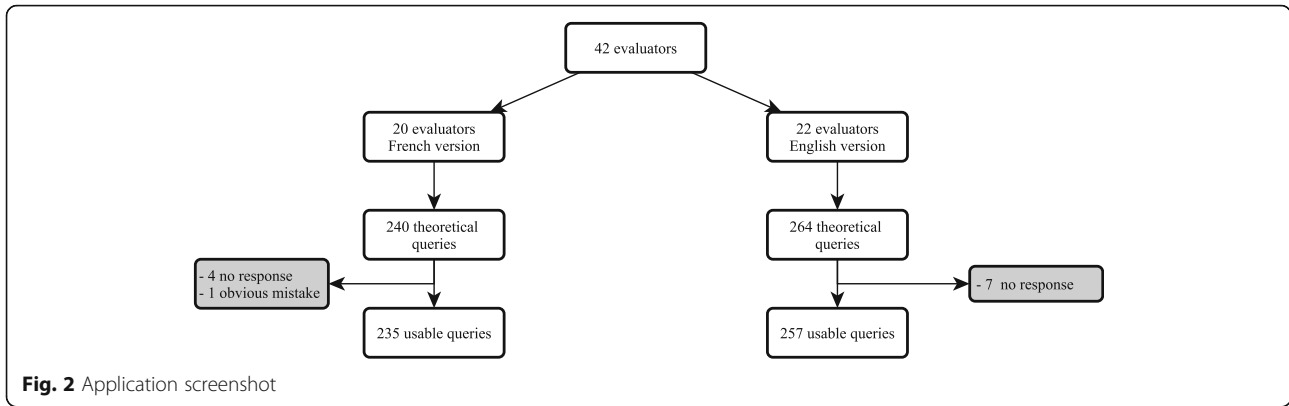 42 evaluators
20 evaluators
French version
22 evaluators
English version
240 theoretical
queries
264 theoretical
queries
- 4 no response
- 1 obvious mistake
- 7 no response
235 usable queries
257 usable queries
Fig. 2 Application screenshot